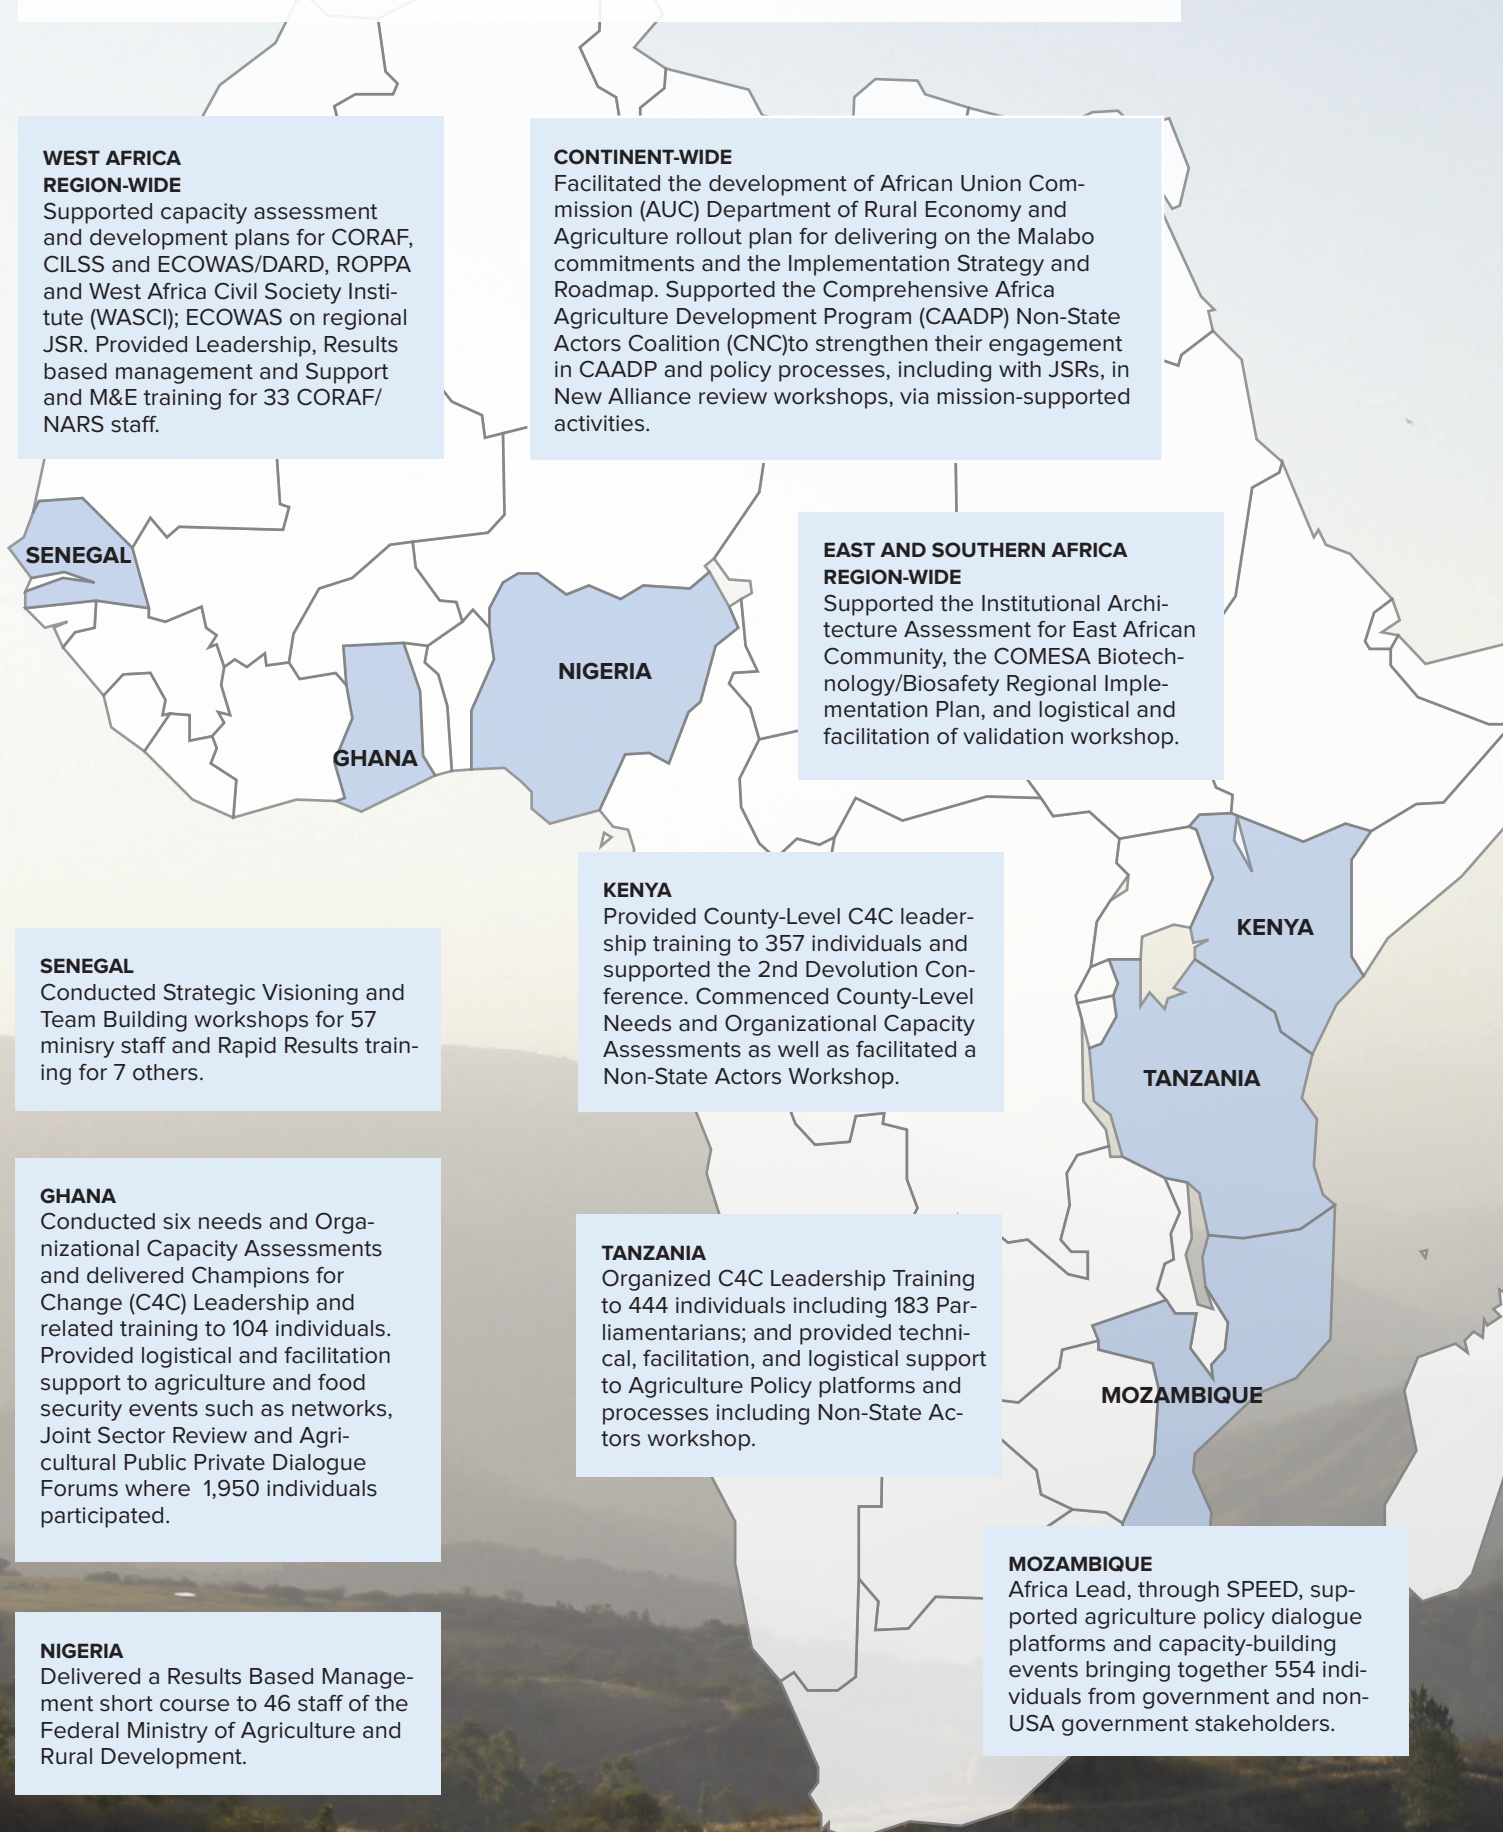 WEST AFRICA
REGION-WIDE
Supported capacity assessment
and development plans for CORAF,
CILSS and ECOWAS/DARD, ROPPA
and West Africa Civil Society Insti-
tute (WASCI); ECOWAS on regional
JSR. Provided Leadership, Results
based management and Support
and M&E training for 33 CORAF/
NARS staff.
CONTINENT-WIDE
Facilitated the development of African Union Com-
mission (AUC) Department of Rural Economy and
Agriculture rollout plan for delivering on the Malabo
commitments and the Implementation Strategy and
Roadmap. Supported the Comprehensive Africa
Agriculture Development Program (CAADP) Non-State
Actors Coalition (CNC)to strengthen their engagement
in CAADP and policy processes, including with JSRs, in
New Alliance review workshops, via mission-supported
activities.
EAST AND SOUTHERN AFRICA
REGION-WIDE
Supported the Institutional Archi-
tecture Assessment for East African
Community, the COMESA Biotech-
nology/Biosafety Regional Imple-
mentation Plan, and logistical and
facilitation of validation workshop.
SENEGAL
NIGERIA
GHANA
KENYA
TANZANIA
MOZAMBIQUE
KENYA
Provided County-Level C4C leader-
ship training to 357 individuals and
supported the 2nd Devolution Con-
ference. Commenced County-Level
Needs and Organizational Capacity
Assessments as well as facilitated a
Non-State Actors Workshop.
SENEGAL
Conducted Strategic Visioning and
Team Building workshops for 57
minisry staff and Rapid Results train-
ing for 7 others.
GHANA
Conducted six needs and Orga-
nizational Capacity Assessments
and delivered Champions for
Change (C4C) Leadership and
related training to 104 individuals.
Provided logistical and facilitation
support to agriculture and food
security events such as networks,
Joint Sector Review and Agri-
cultural Public Private Dialogue
Forums where 1,950 individuals
participated.
TANZANIA
Organized C4C Leadership Training
to 444 individuals including 183 Par-
liamentarians; and provided techni-
cal, facilitation, and logistical support
to Agriculture Policy platforms and
processes including Non-State Ac-
tors workshop.
MOZAMBIQUE
Africa Lead, through SPEED, sup-
ported agriculture policy dialogue
platforms and capacity-building
events bringing together 554 indi-
viduals from government and non-
USA government stakeholders.
NIGERIA
Delivered a Results Based Manage-
ment short course to 46 staff of the
Federal Ministry of Agriculture and
Rural Development.